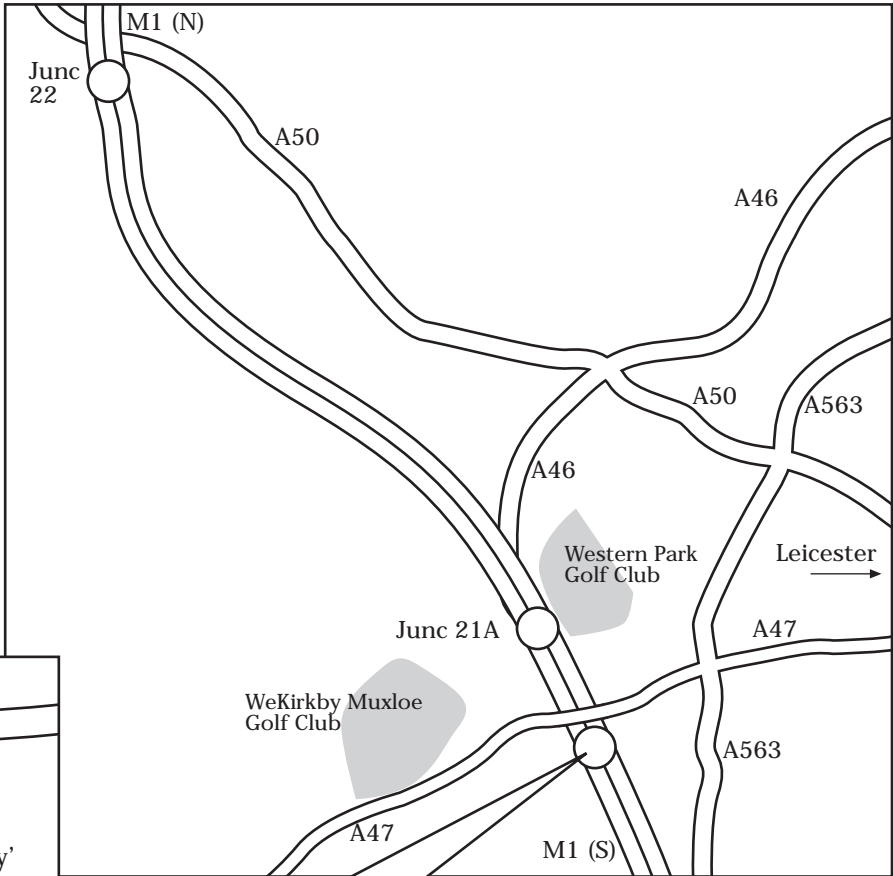 M1 (N)
Junc
22
A50
A46
A50
A563
A46
Western Park
Golf Club
Leicester
Junc 21A
A47
WeKirkby Muxloe
Golf Club
A563
A47
M1 (S)
y'